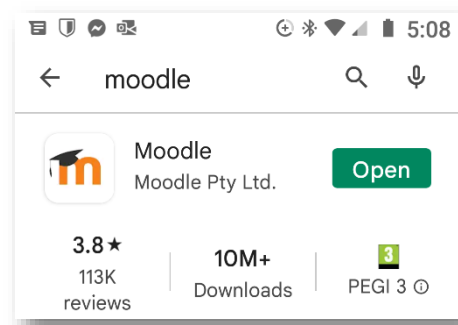 5:08
moodle
m
Moodle
Moodle Pty Ltd.
Open
3.8★
113K
reviews
10M+
Downloads
3
PEGI 3 ⓘ